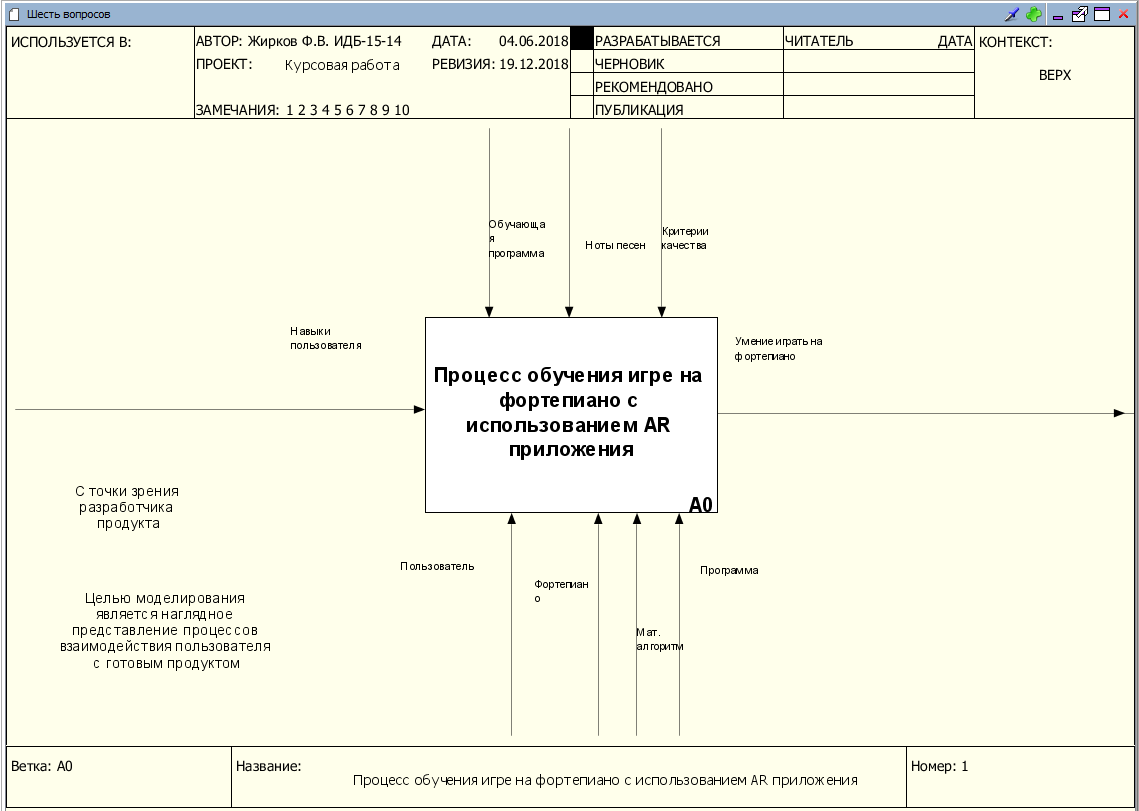 Шесть вопросов
ИСПОЛЬЗУЕТСЯ В:
АВТОР: Жирков Ф.В. ИДБ-15-14
ДАТА: 04.06.2018
ПРОЕКТ: Курсовая работа
РЕВИЗИЯ: 19.12.2018
ЗАМЕЧАНИЯ: 1 2 3 4 5 6 7 8 9 10
РАЗРАБАТЫВАЕТСЯ
ЧЕРНОВИК
РЕКОМЕНДОВАНО
ПУБЛИКАЦИЯ
ЧИТАТЕЛЬ
ДАТА
КОНТЕКСТ:
ВЕРХ
Обучающа
я
программа
Ноты песен
Критерии
качества
Навыки
пользователя
Процесс обучения игре на
фортепиано с
использованием AR
приложения
A0
Умение играть на
фортепиано
С точки зрения
разработчика
продукта
Целью моделирования
является наглядное
представление процессов
взаимодействия пользователя
с готовым продуктом
Пользователь
Фортепиан
о
Мат.
алгоритм
Программа
Ветка: A0
Название:
Процесс обучения игре на фортепиано с использованием AR приложения
Номер: 1